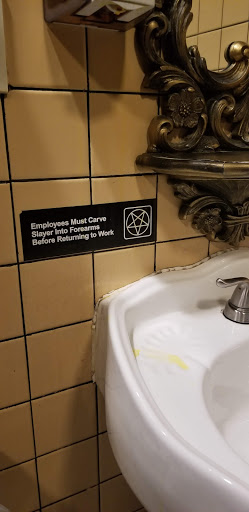 Employees Must Carve
Slayer Into Forearms
Before Returning to Work